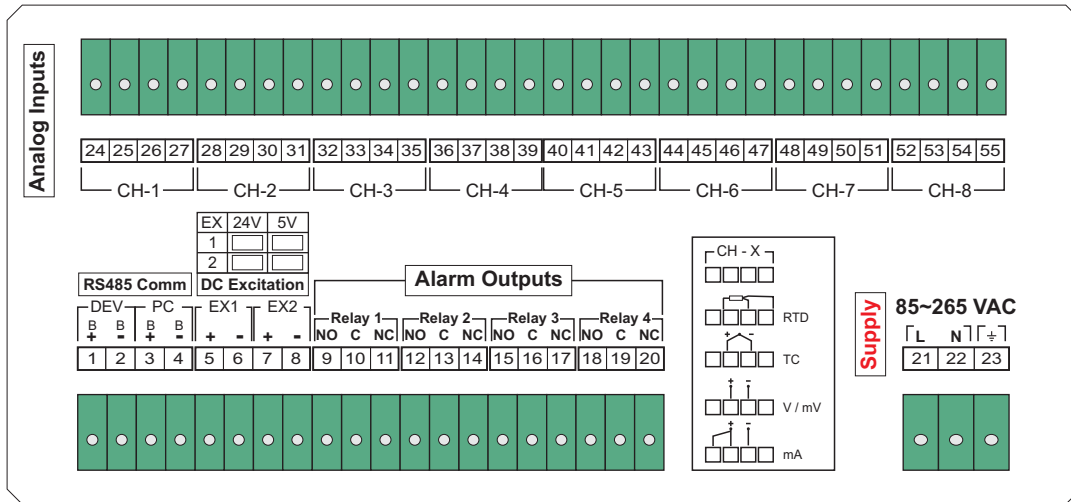 Analog Inputs
24 25 26 27 28 29 30 31 32 33 34 35 36 37 38 39 40 41 42 43 44 45 46 47 48 49 50 51 52 53 54 55
CH-1 CH-2 CH-3 CH-4 CH-5 CH-6 CH-7 CH-8
EX 24V 5V
1
2
RS485 Comm DC Excitation Alarm Outputs
DEV PC EX1 EX2 Relay 1 Relay 2 Relay 3 Relay 4
B B B B
+ - + - + - + - NO C NC NO C NC NO C NC NO C NC
1 2 3 4 5 6 7 8 9 10 11 12 13 14 15 16 17 18 19 20
CH - X
RTD
+ -
TC
+ -
V / mV
+ -
mA
Supply
85~265 VAC
L N ⏚
21 22 23